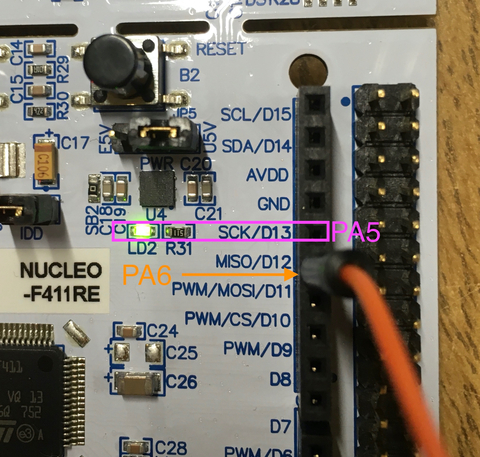 RESET
B2
C14
R29
C15
R30
JP5
E5V
U5V
C17
PWR
C20
SCL/D15
SDA/D14
AVDD
GND
SB2
C18
C19
U4
C21
LD2
R31
SCK/D13
PA5
IDD
MISO/D12
PA6
NUCLEO
-F411RE
PWM/MOSI/D11
PWM/CS/D10
C24
C25
PWM/D9
C26
D8
D7
C28
PWM/D6